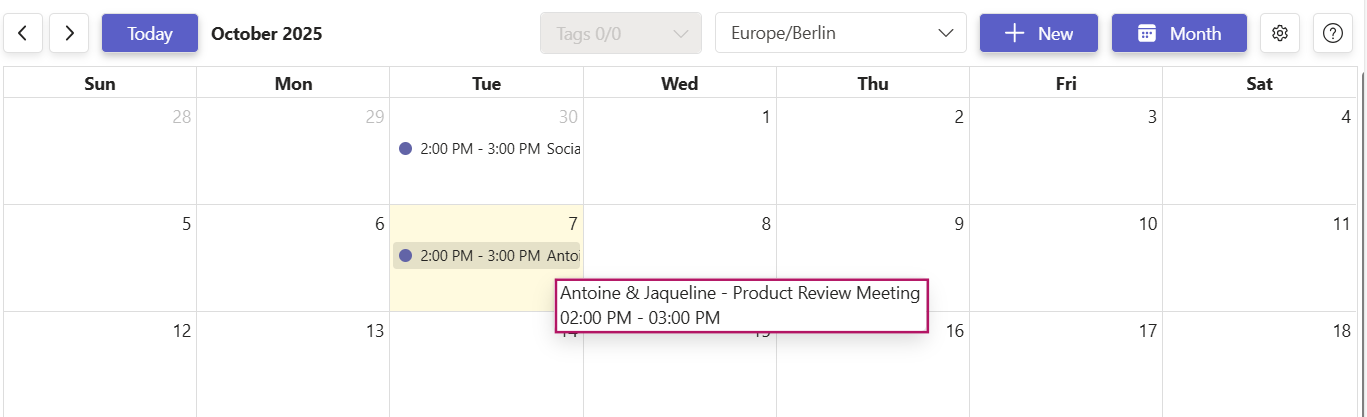 Today October 2025 Tags 0/0 Europe/Berlin New Month
Sun Mon Tue Wed Thu Fri Sat
28 29 30 1 2 3 4
2:00 PM - 3:00 PM Socia
5 6 7 8 9 10 11
2:00 PM - 3:00 PM Antoi
Antoine & Jaqueline - Product Review Meeting
02:00 PM - 03:00 PM
12 13 14 15 16 17 18